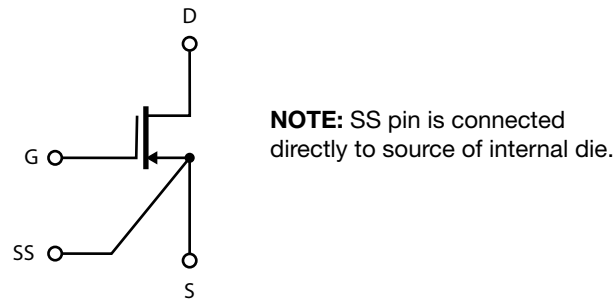 D
NOTE: SS pin is connected
directly to source of internal die.
G
SS
S